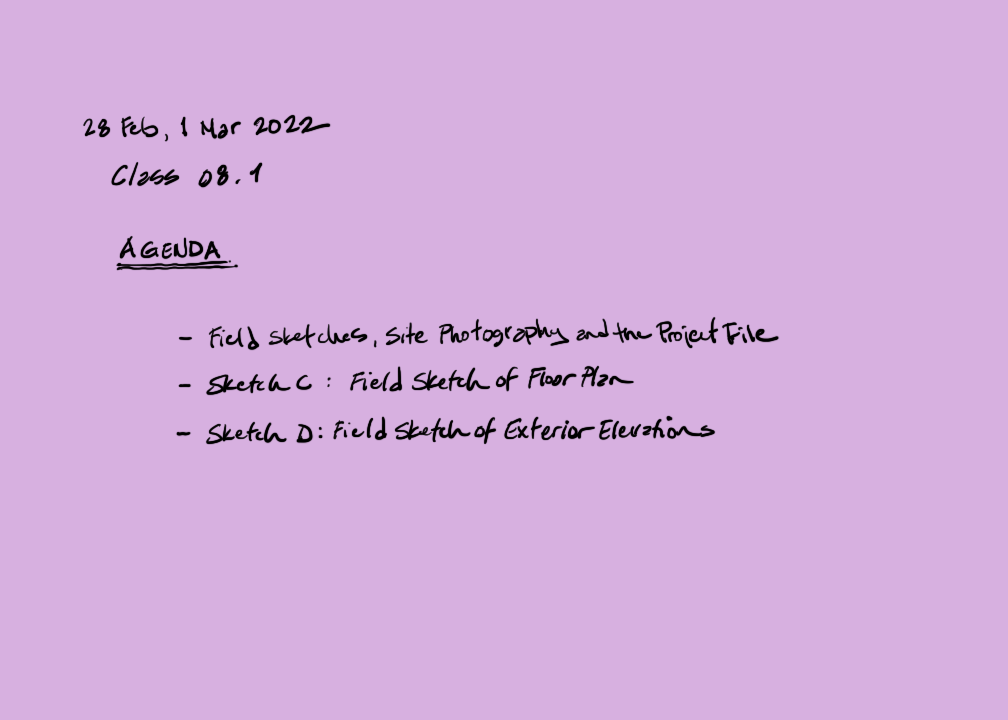 28 Feb, 1 Mar 2022
Class 08.1
AGENDA
- Field sketches, Site Photography and the Project File
- Sketch C : Field Sketch of Floor Plan
- Sketch D: Field Sketch of Exterior Elevations